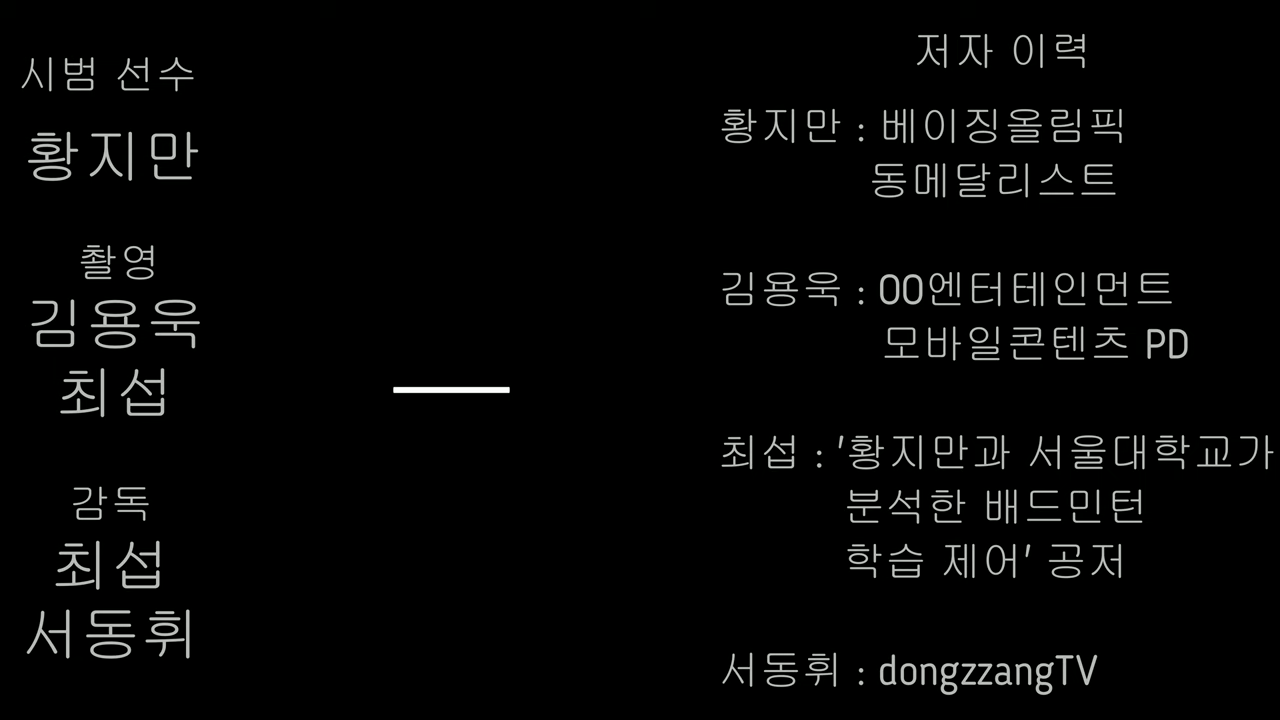 시범 선수
황지만
촬영
김용욱
최섭
감독
최섭
서동휘
저자 이력
황지만 : 베이징올림픽
동메달리스트
김용욱 : OO엔터테인먼트
모바일콘텐츠 PD
최섭 : '황지만과 서울대학교가
분석한 배드민턴
학습 제어' 공저
서동휘 : dongzzangTV